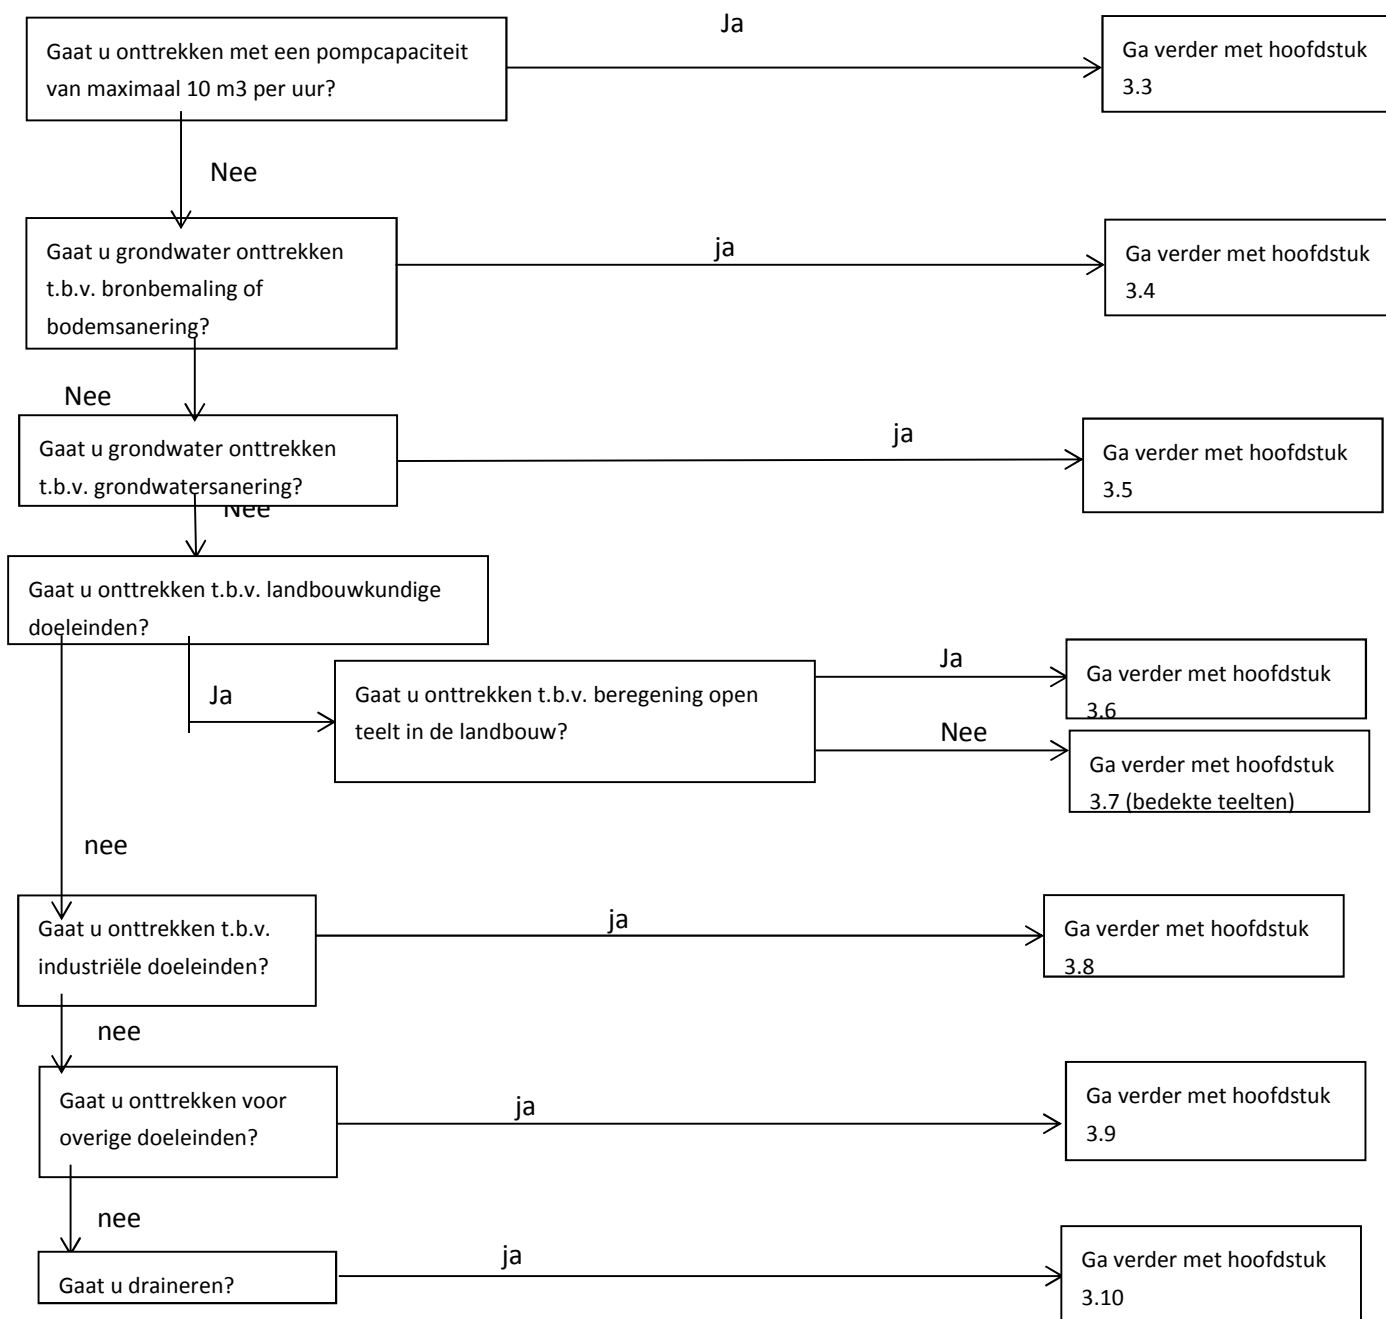 Ja
Gaat u onttrekken met een pompcapaciteit
van maximaal 10 m3 per uur?
Ga verder met hoofdstuk
3.3
Nee
Gaat u grondwater onttrekken
t.b.v. bronbemaling of
bodemsanering?
ja
Ga verder met hoofdstuk
3.4
Nee
Gaat u grondwater onttrekken
t.b.v. grondwatersanering?
ja
Ga verder met hoofdstuk
3.5
Nee
Gaat u onttrekken t.b.v. landbouwkundige
doeleinden?
Ja
Gaat u onttrekken t.b.v. beregening open
teelt in de landbouw?
Ja
Ga verder met hoofdstuk
3.6
Nee
Ga verder met hoofdstuk
3.7 (bedekte teelten)
nee
Gaat u onttrekken t.b.v.
industriële doeleinden?
ja
Ga verder met hoofdstuk
3.8
nee
Gaat u onttrekken voor
overige doeleinden?
ja
Ga verder met hoofdstuk
3.9
nee
Gaat u draineren?
ja
Ga verder met hoofdstuk
3.10